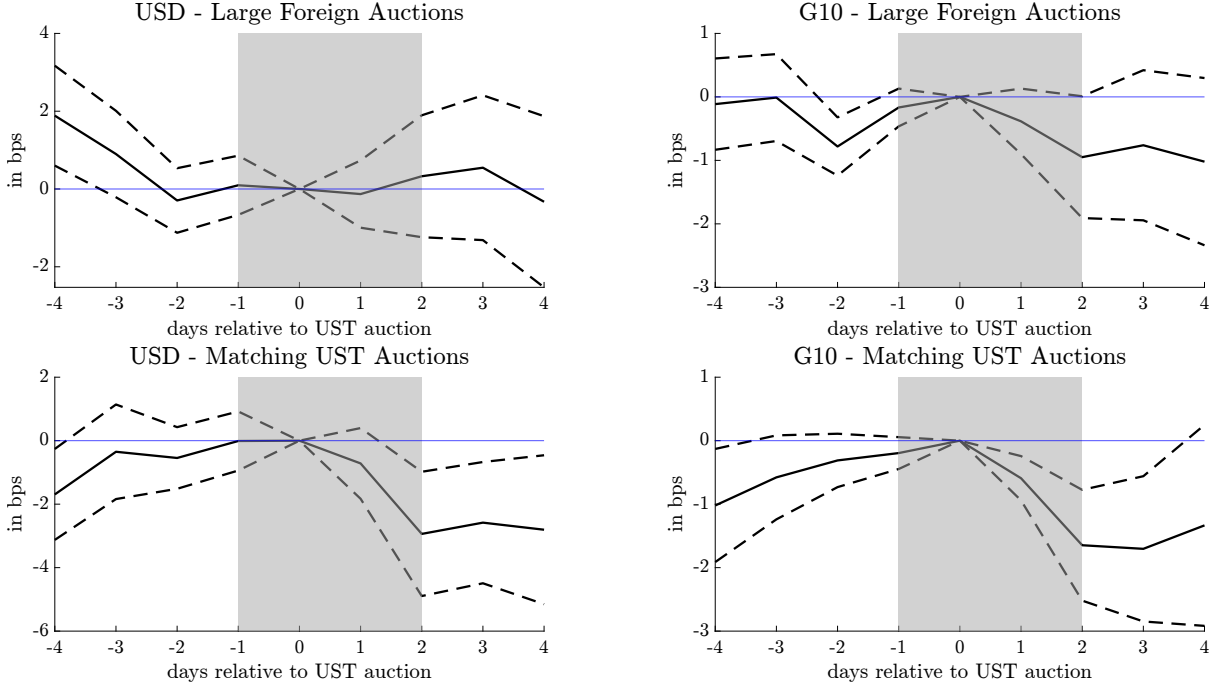 USD - Large Foreign Auctions
4
2
0
-2
in bps
-4 -3 -2 -1 0 1 2 3 4
days relative to UST auction
G10 - Large Foreign Auctions
1
0
-1
-2
-3
in bps
-4 -3 -2 -1 0 1 2 3 4
days relative to UST auction
USD - Matching UST Auctions
2
0
-2
-4
-6
in bps
-4 -3 -2 -1 0 1 2 3 4
days relative to UST auction
G10 - Matching UST Auctions
1
0
-1
-2
-3
in bps
-4 -3 -2 -1 0 1 2 3 4
days relative to UST auction